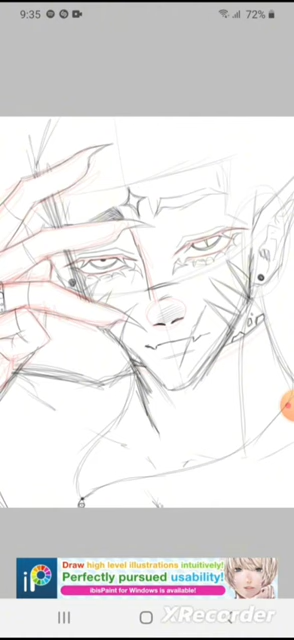 9:35
72%
Draw high level illustrations intuitively!
Perfectly pursued usability!
ibisPaint for Windows is available!
XRecorder